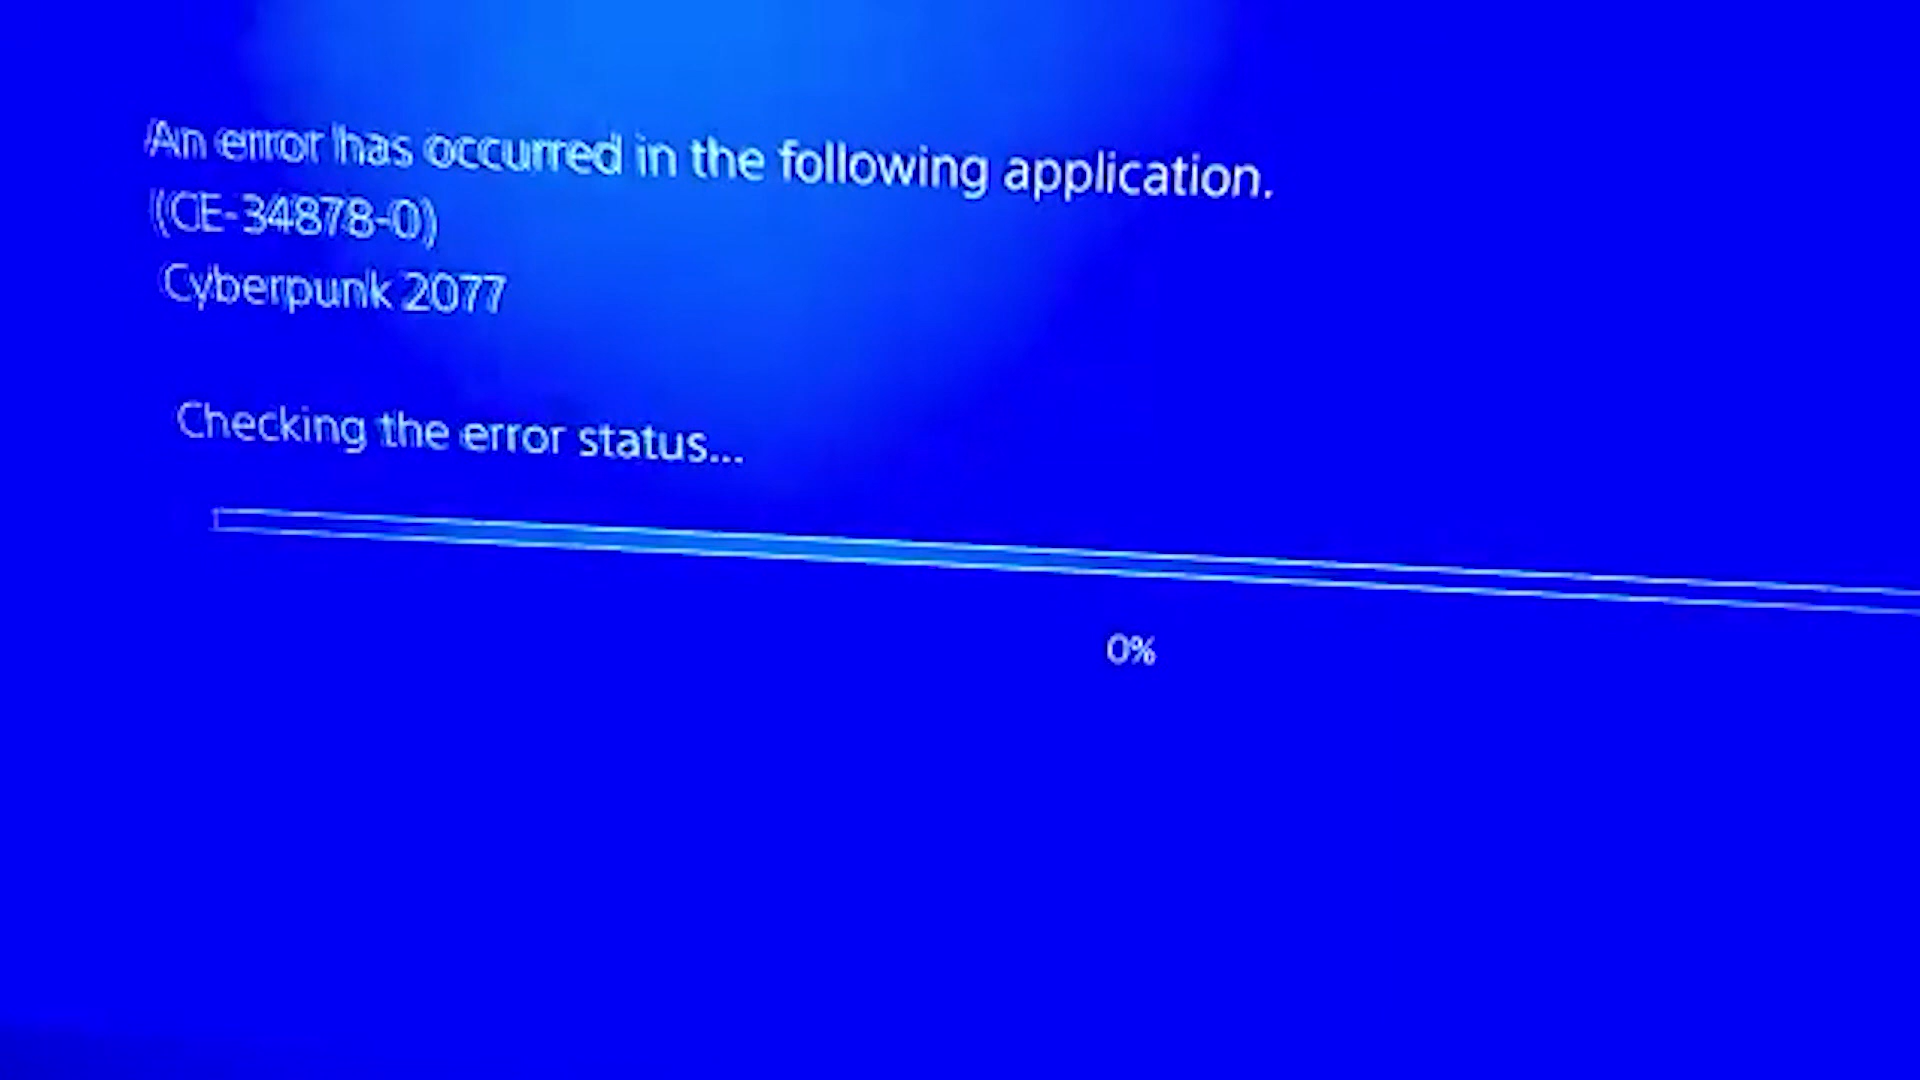 An error has occurred in the following application.
(CE-34878-0)
Cyberpunk 2077
Checking the error status...
0%